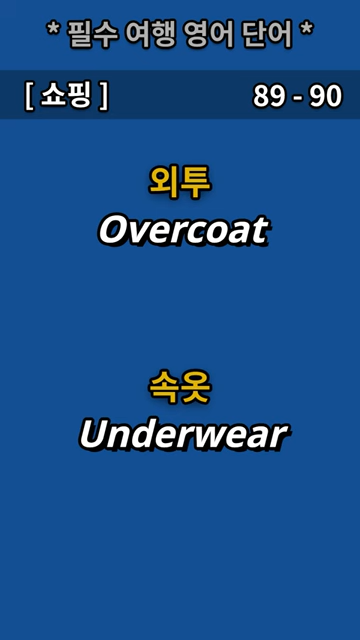 * 필수 여행 영어 단어 *
[ 쇼핑 ] 89 - 90
외투
Overcoat
속옷
Underwear